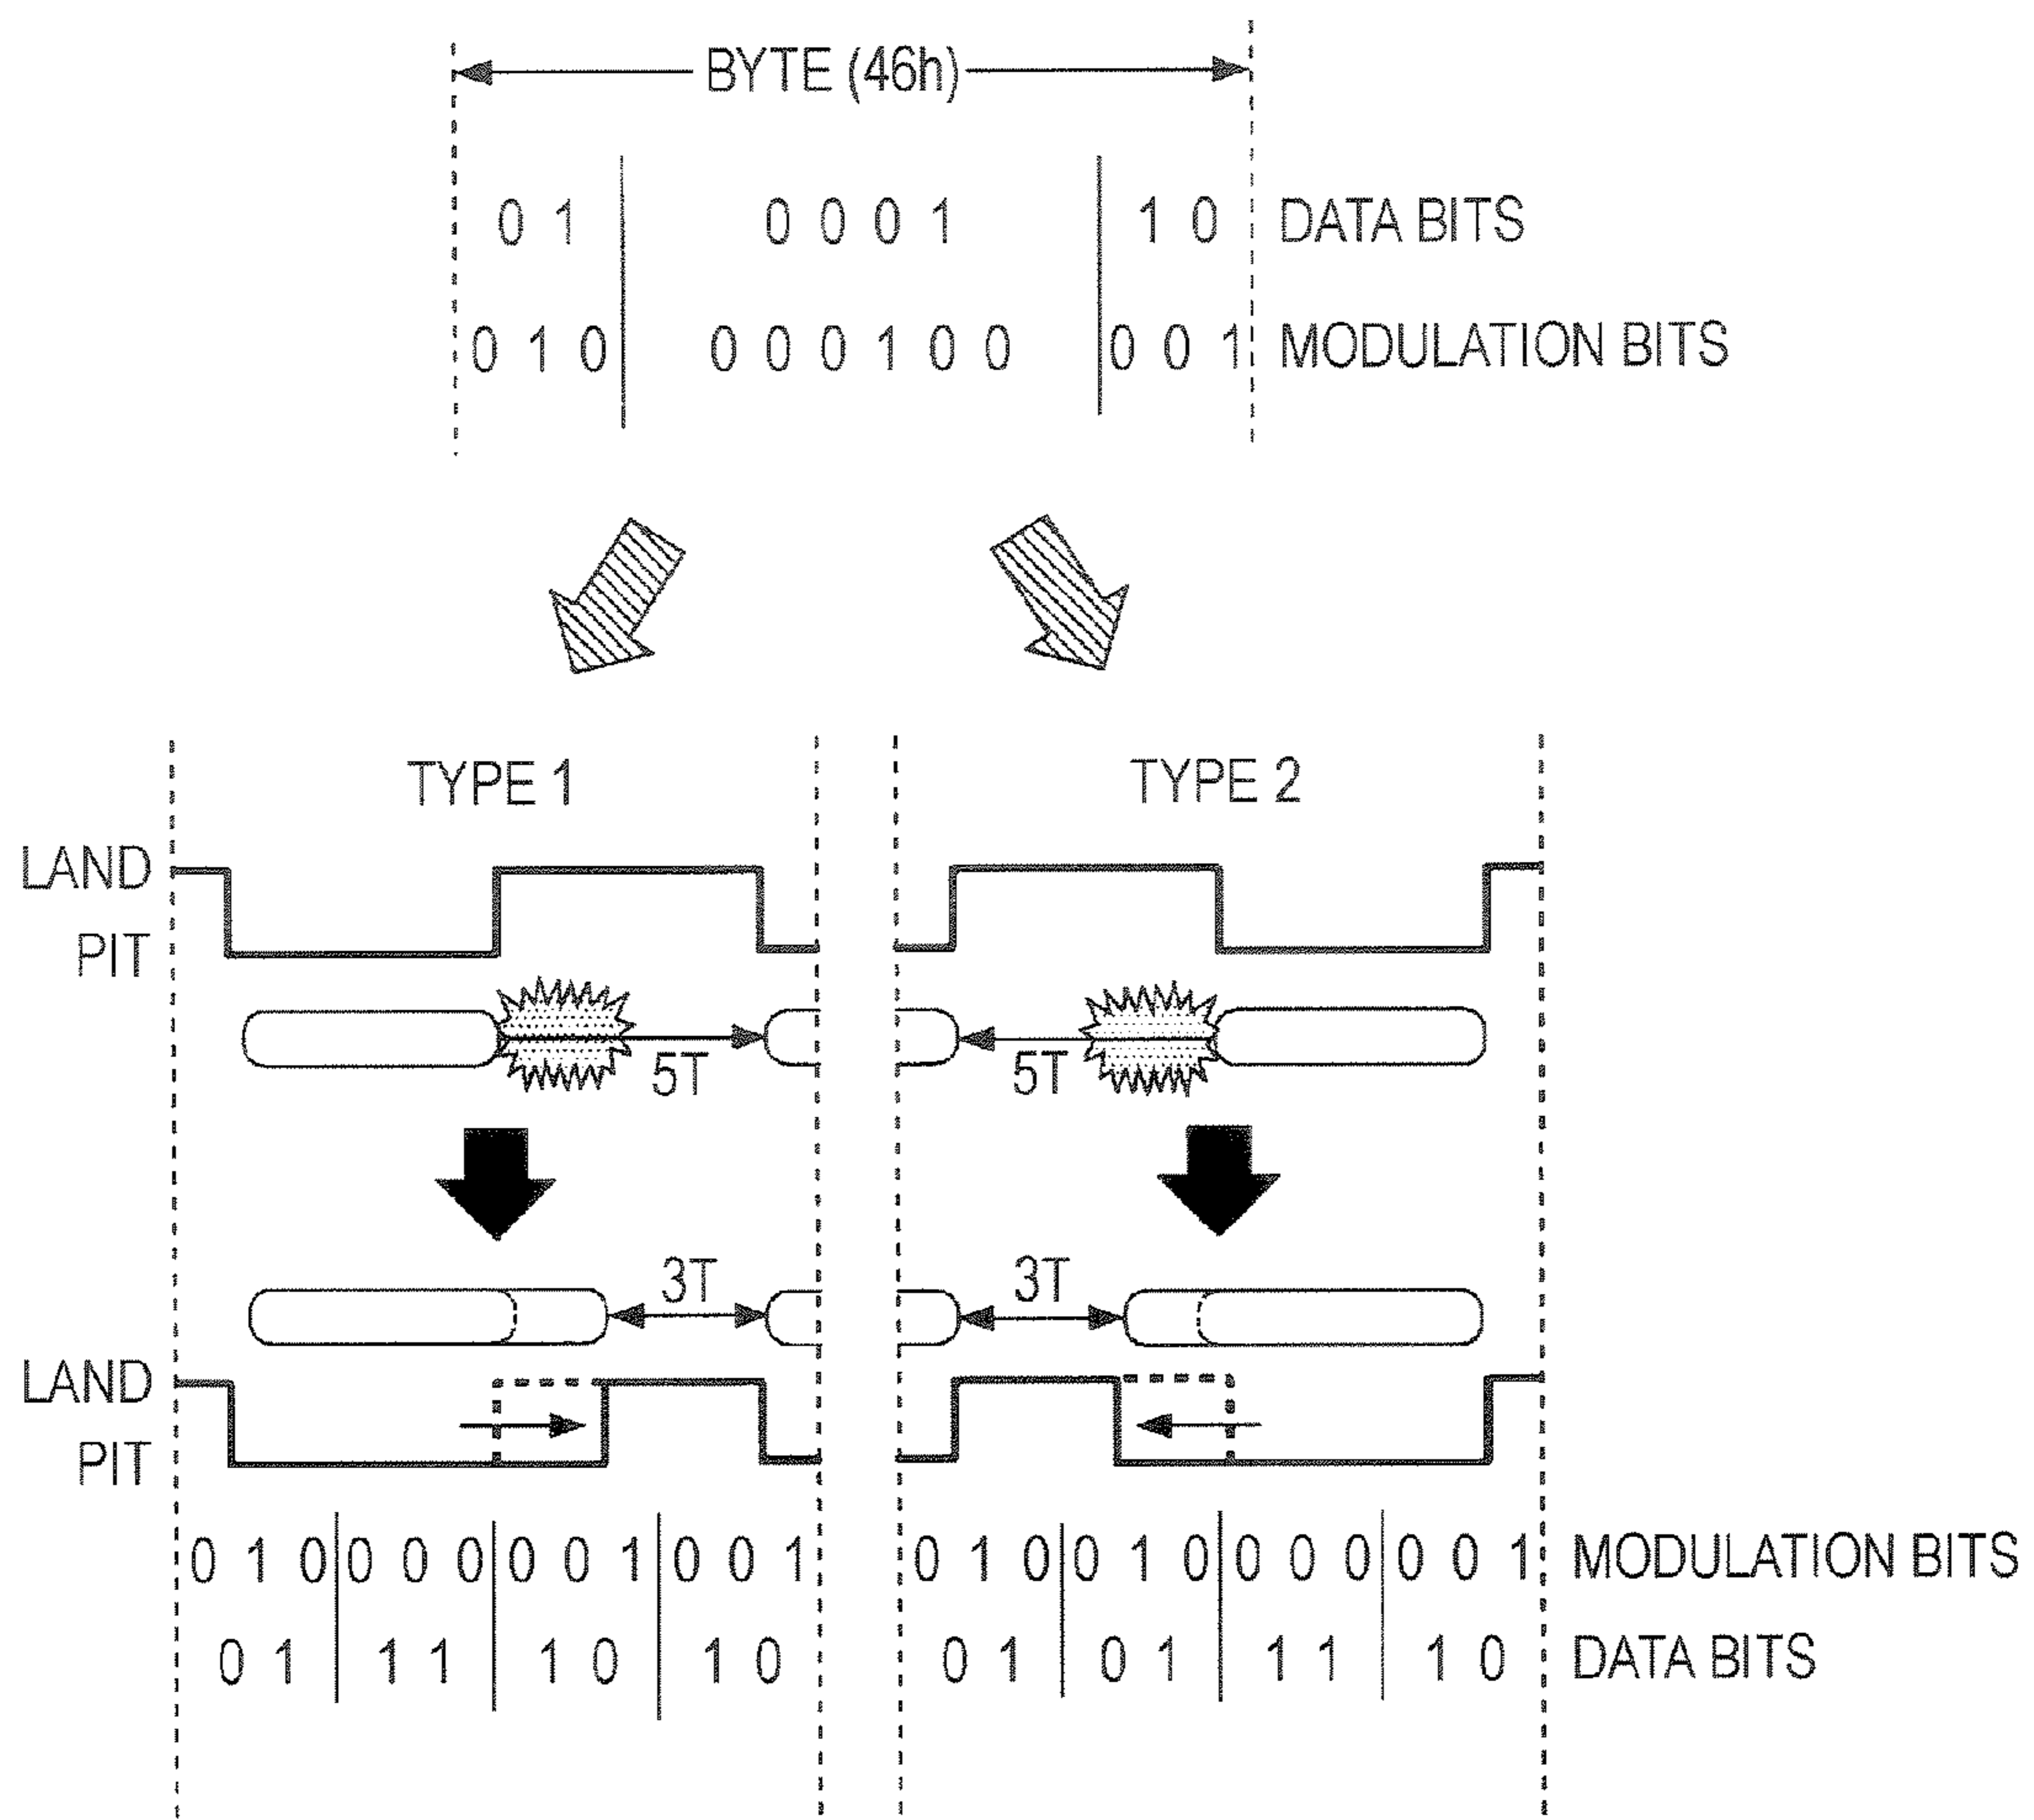 BYTE (46h)
0 1 0 0 0 1 1 0 DATA BITS
0 1 0 0 0 0 1 0 0 0 0 1 MODULATION BITS
TYPE 1 TYPE 2
LAND
PIT
5T 5T
3T 3T
LAND
PIT
0 1 0 0 0 0 0 0 1 0 0 1 0 1 0 0 1 0 0 0 0 0 0 1 MODULATION BITS
0 1 1 1 1 0 1 0 0 1 0 1 1 1 1 0 DATA BITS